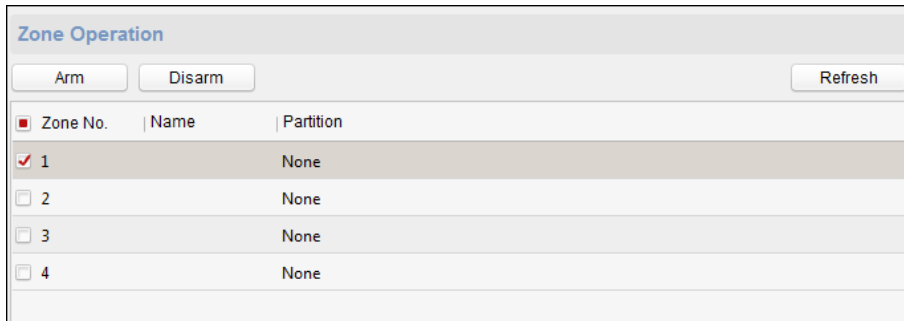 Zone Operation
Arm Disarm Refresh
Zone No. Name Partition
1 None
2 None
3 None
4 None